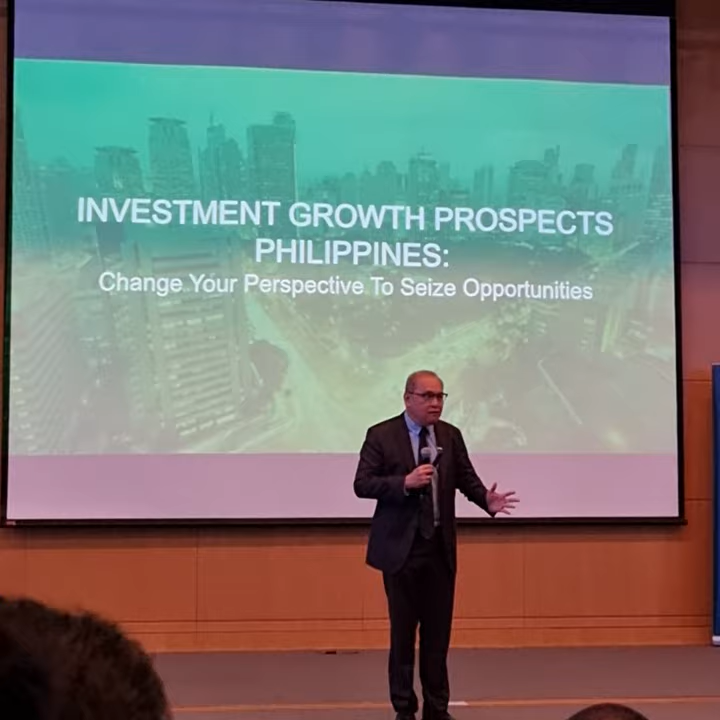 INVESTMENT GROWTH PROSPECTS
PHILIPPINES:
Change Your Perspective To Seize Opportunities